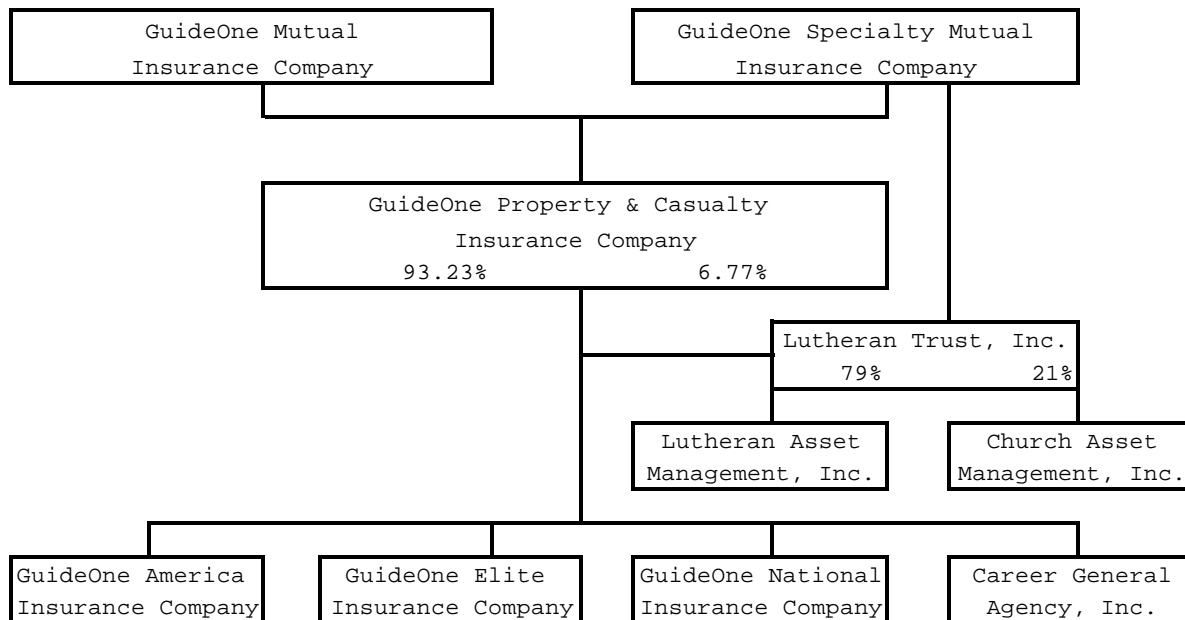 GuideOne Mutual
Insurance Company
GuideOne Specialty Mutual
Insurance Company
GuideOne Property & Casualty
Insurance Company
93.23% 6.77%
Lutheran Trust, Inc.
79% 21%
Lutheran Asset
Management, Inc.
Church Asset
Management, Inc.
GuideOne America
Insurance Company
GuideOne Elite
Insurance Company
GuideOne National
Insurance Company
Career General
Agency, Inc.